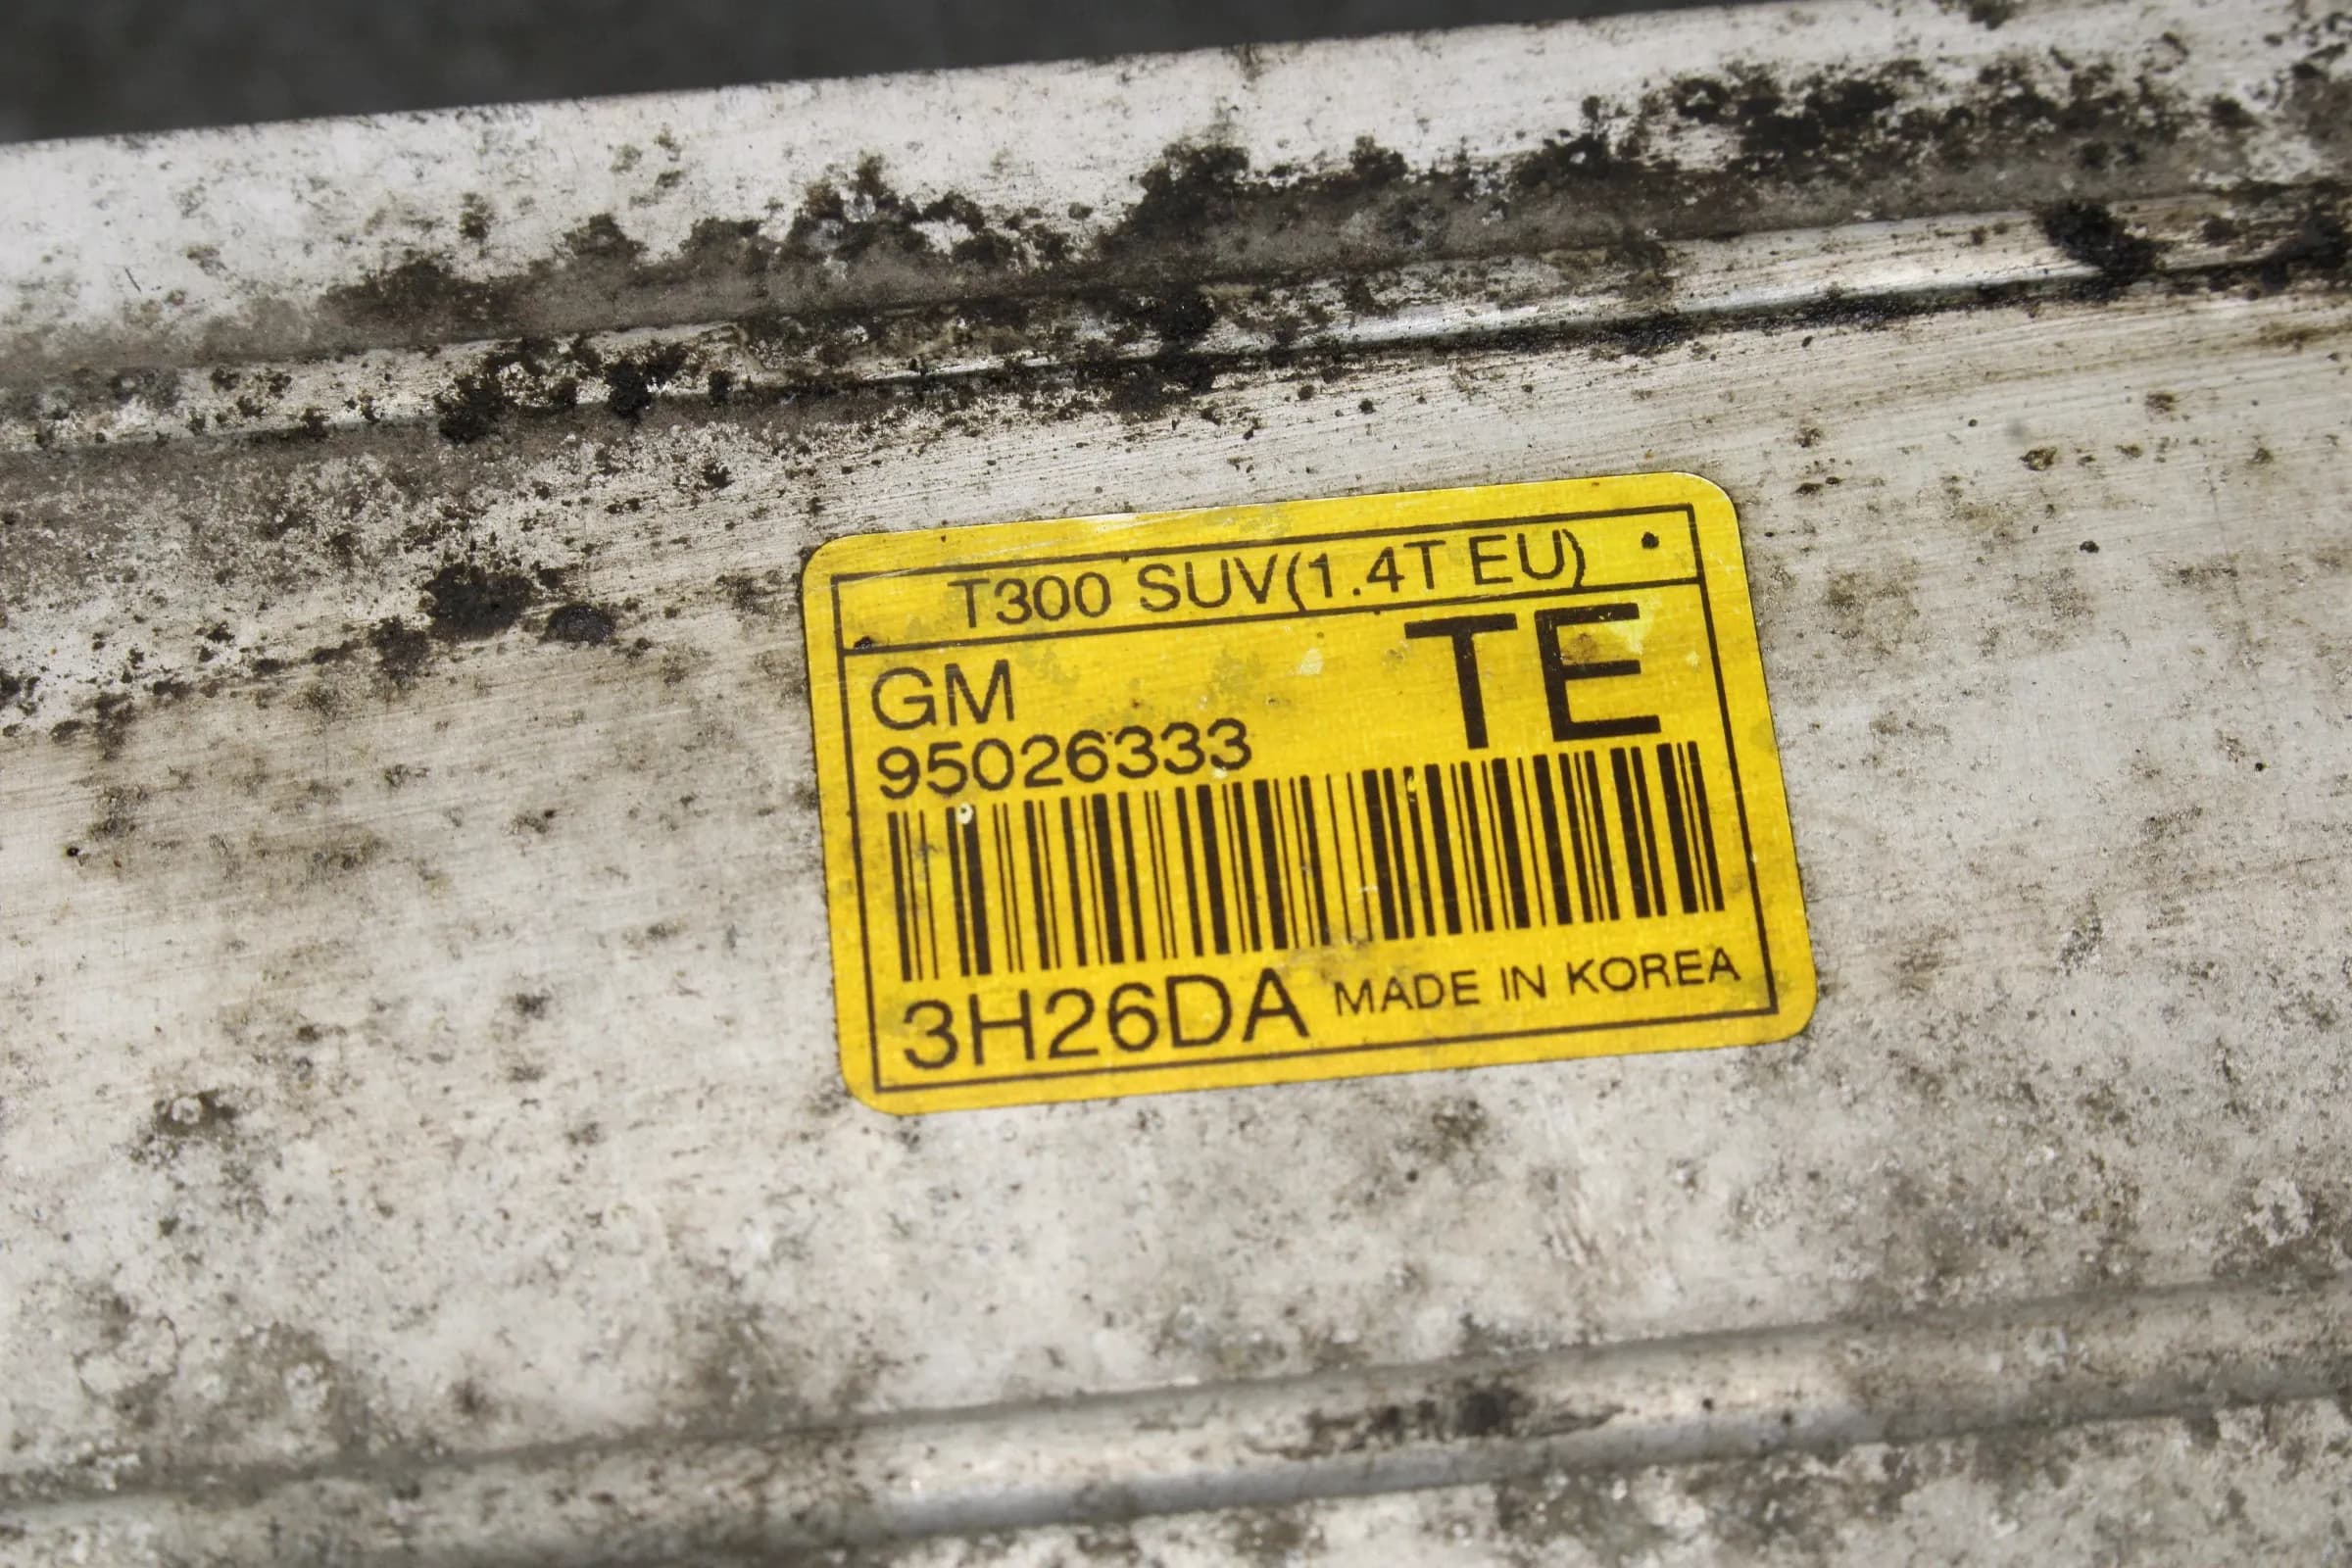 T300 SUV(1.4T EU)
GM
TE
95026333
3H26DA MADE IN KOREA